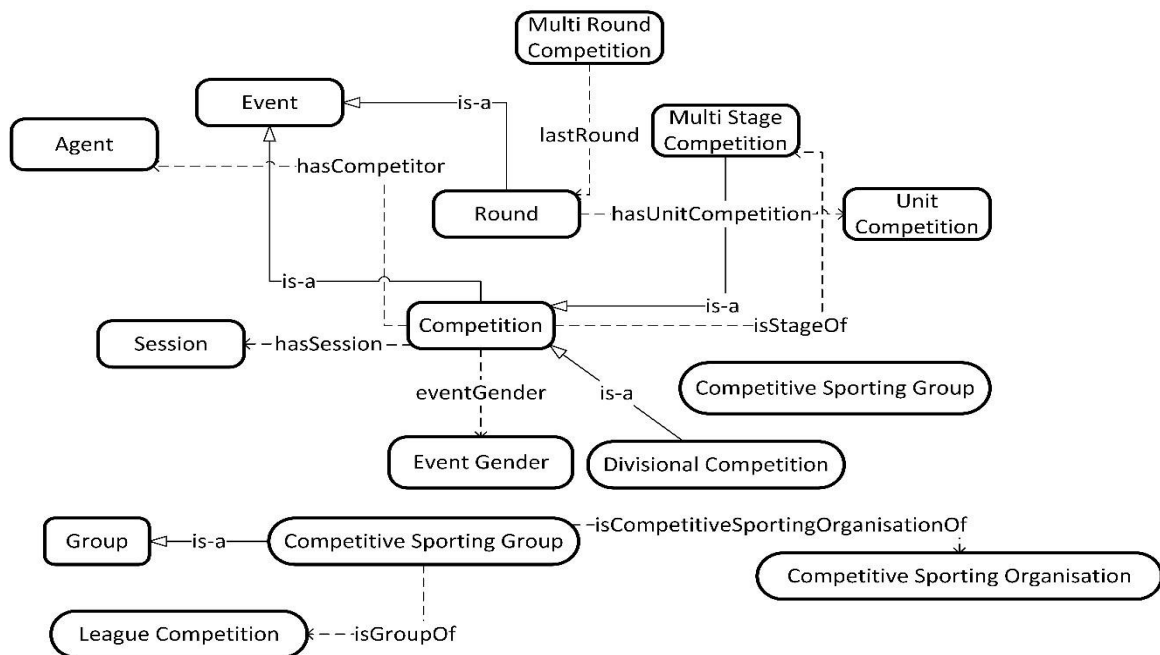 Multi Round
Competition
Event
is-a
Multi Stage
Competition
Agent
lastRound
hasCompetitor
Round
hasUnitCompetition
Unit
Competition
is-a
is-a
Competition
isStageOf
Session
hasSession
eventGender
is-a
Competitive Sporting Group
Event Gender
Divisional Competition
isCompetitiveSportingOrganisationOf
Group
is-a
Competitive Sporting Group
Competitive Sporting Organisation
League Competition
isGroupOf